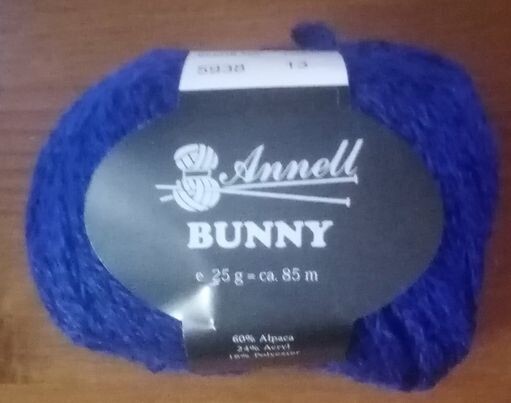 5938 13
Annell
BUNNY
e 25 g = ca. 85 m
60% Alpaca
24% Acryl
16% Polyester